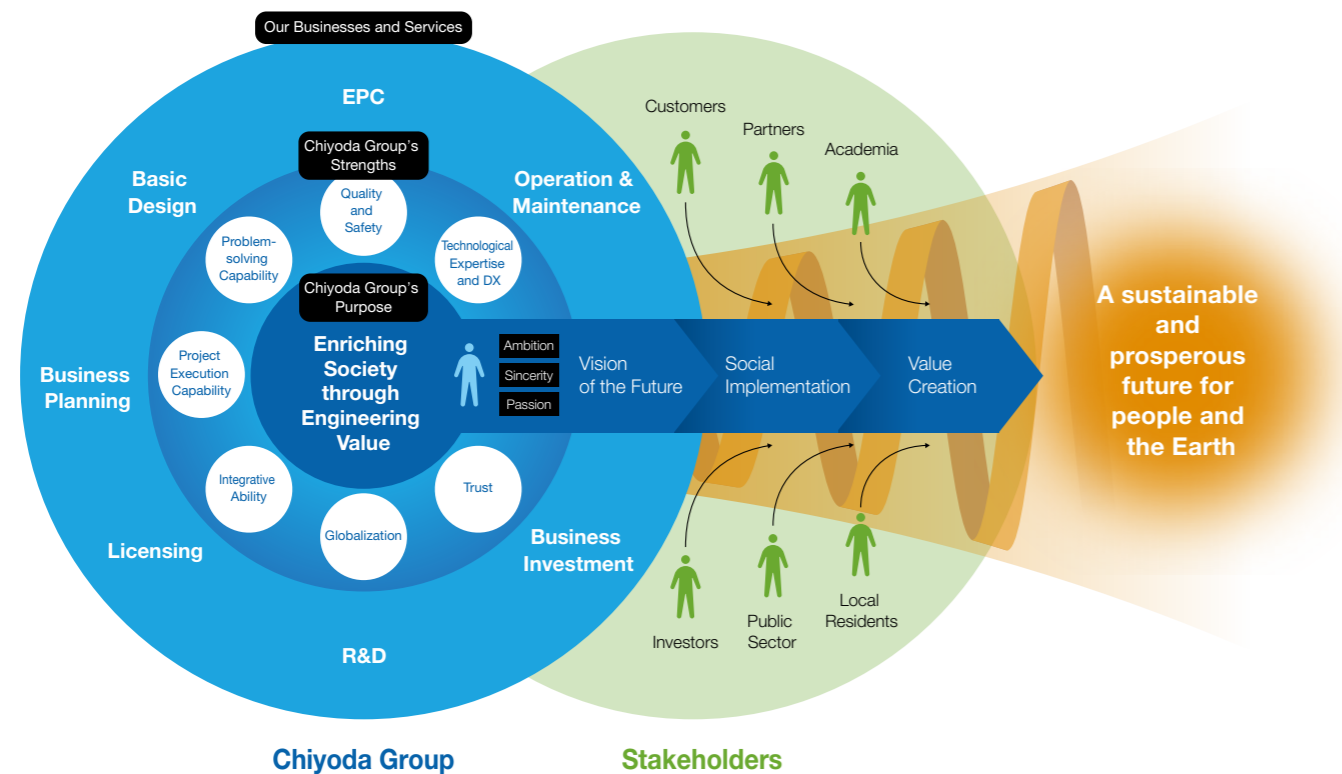 Our Businesses and Services
EPC
Basic
Design
Operation &
Maintenance
Business
Planning
Licensing
Business
Investment
R&D
Chiyoda Group's
Strengths
Quality
and
Safety
Problem-
solving
Capability
Technological
Expertise
and DX
Project
Execution
Capability
Integrative
Ability
Globalization
Trust
Chiyoda Group's
Purpose
Enriching
Society
through
Engineering
Value
Ambition
Sincerity
Passion
Vision
of the Future
Social
Implementation
Value
Creation
Customers
Partners
Academia
Investors
Public
Sector
Local
Residents
A sustainable
and
prosperous
future for
people and
the Earth
Chiyoda Group
Stakeholders